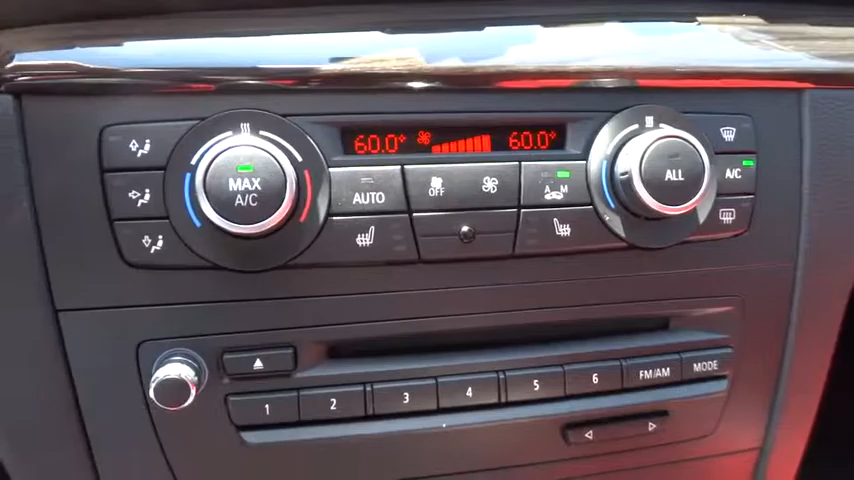 60.0° 60.0°
MAX
A/C
AUTO
OFF
A M
ALL
A/C
1 2 3 4 5 6 FM/AM MODE